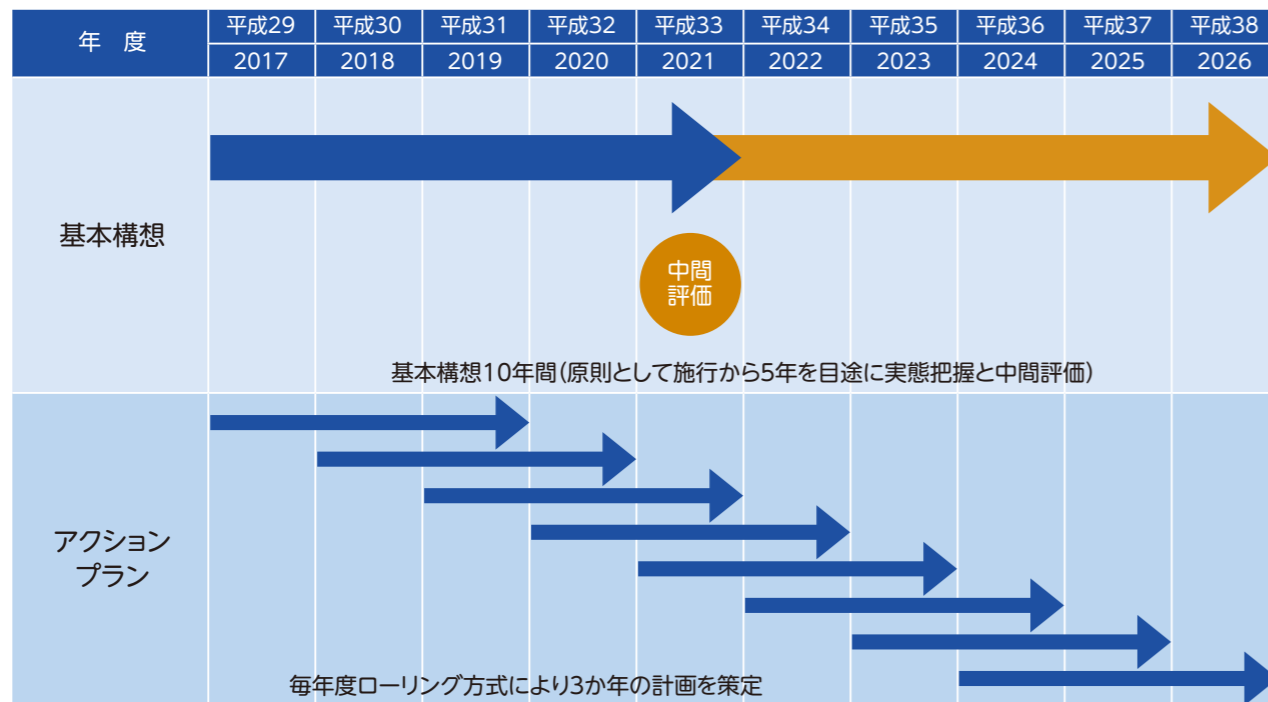 年 度
平成29 平成30 平成31 平成32 平成33 平成34 平成35 平成36 平成37 平成38
2017 2018 2019 2020 2021 2022 2023 2024 2025 2026
基本構想
中間
評価
基本構想10年間(原則として施行から5年を目途に実態把握と中間評価)
アクション
プラン
毎年度ローリング方式により3か年の計画を策定